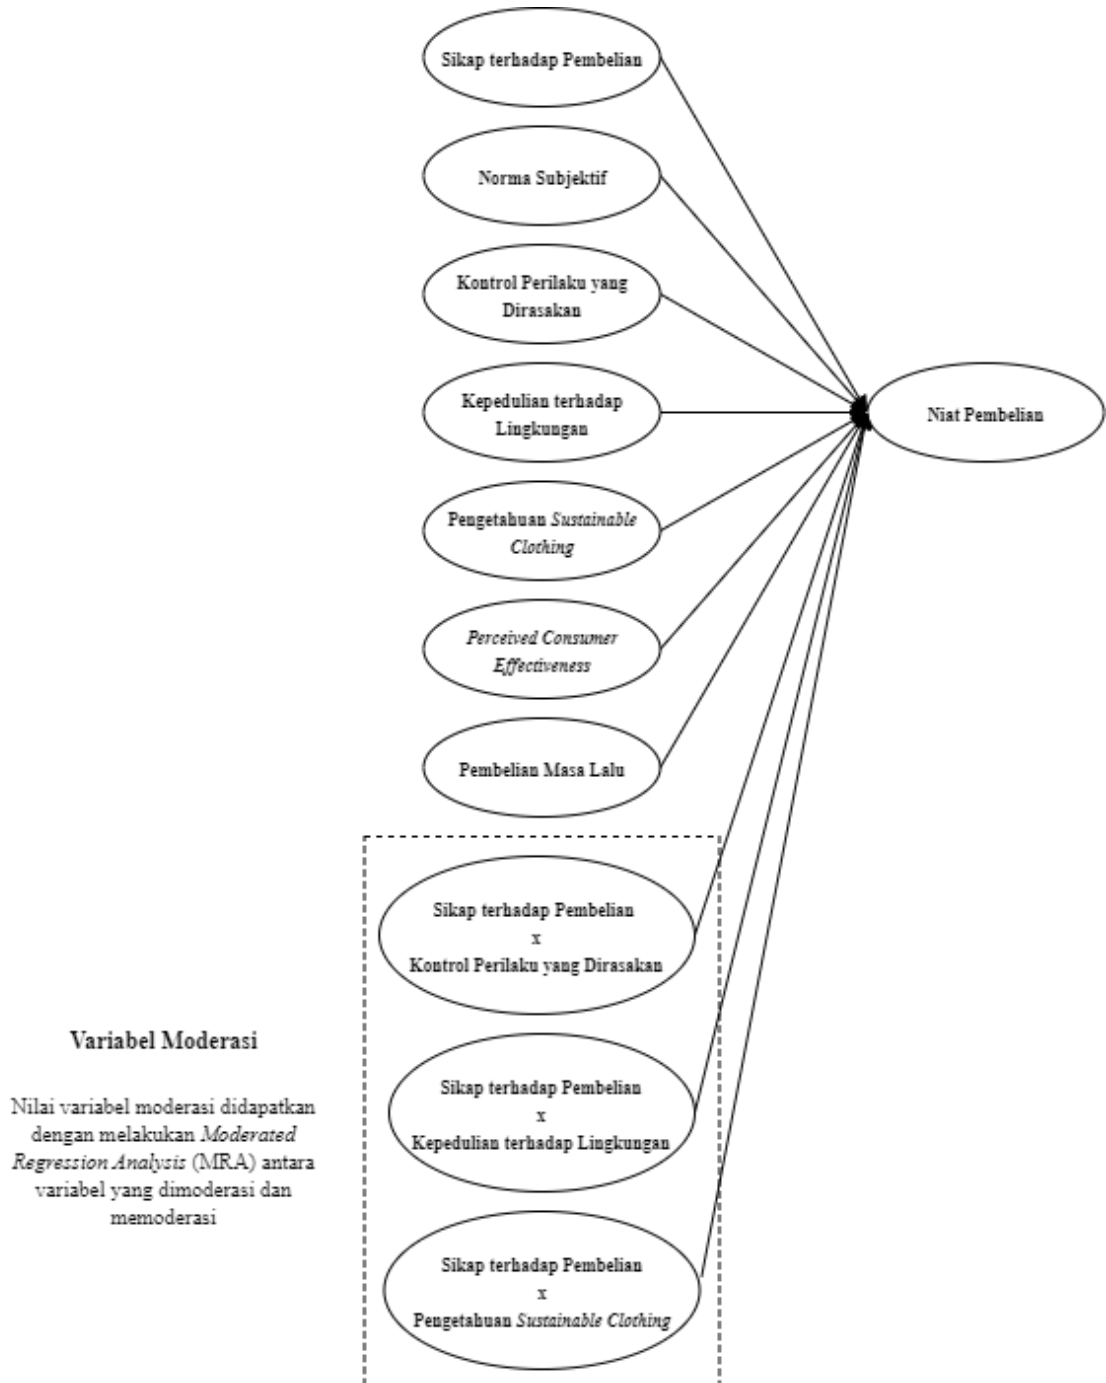 Sikap terhadap Pembelian
Norma Subjektif
Kontrol Perilaku yang
Dirasakan
Kepedulian terhadap
Lingkungan
Niat Pembelian
Pengetahuan Sustainable
Clothing
Perceived Consumer
Effectiveness
Pembelian Masa Lalu
Sikap terhadap Pembelian
x
Kontrol Perilaku yang Dirasakan
Variabel Moderasi
Nilai variabel moderasi didapatkan
dengan melakukan Moderated
Regression Analysis (MRA) antara
variabel yang dimoderasi dan
memoderasi
Sikap terhadap Pembelian
x
Kepedulian terhadap Lingkungan
Sikap terhadap Pembelian
x
Pengetahuan Sustainable Clothing